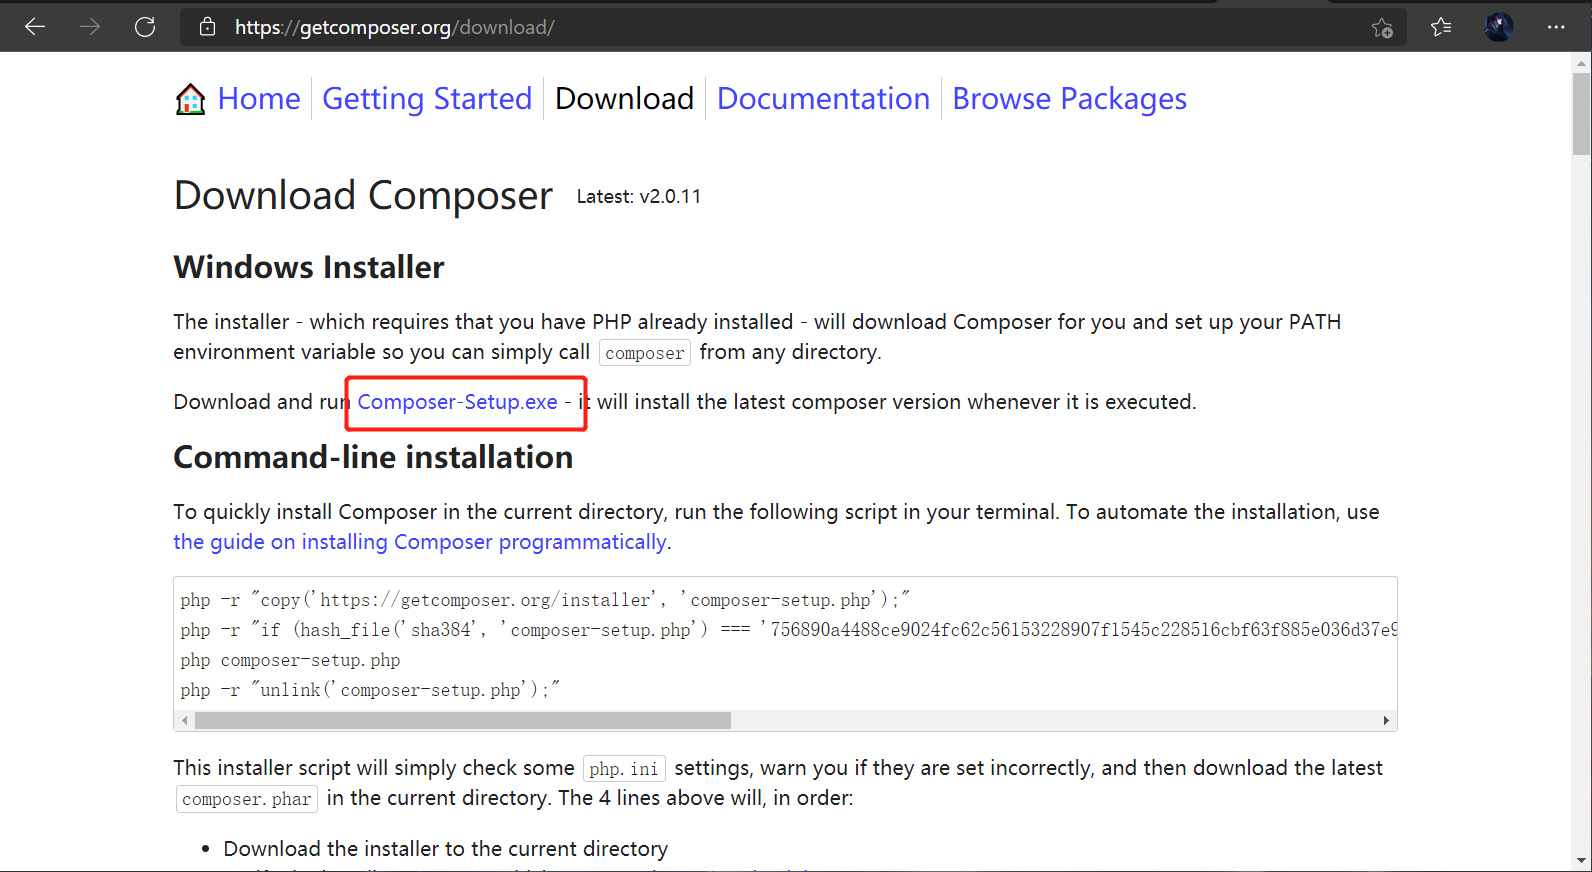 https://getcomposer.org/download/
Home
Getting Started
Download
Documentation
Browse Packages
Download Composer Latest: v2.0.11
Windows Installer
The installer - which requires that you have PHP already installed - will download Composer for you and set up your PATH
environment variable so you can simply call composer from any directory.
Download and run Composer-Setup.exe - it will install the latest composer version whenever it is executed.
Command-line installation
To quickly install Composer in the current directory, run the following script in your terminal. To automate the installation, use
the guide on installing Composer programmatically.
php -r "copy('https://getcomposer.org/installer', 'composer-setup.php');"
php -r "if (hash_file('sha384', 'composer-setup.php') === '756890a4488ce9024fc62c56153228907f1545c228516cbf63f885e036d37e9
php composer-setup.php
php -r "unlink('composer-setup.php');"
This installer script will simply check some php.ini settings, warn you if they are set incorrectly, and then download the latest
composer.phar in the current directory. The 4 lines above will, in order:
• Download the installer to the current directory